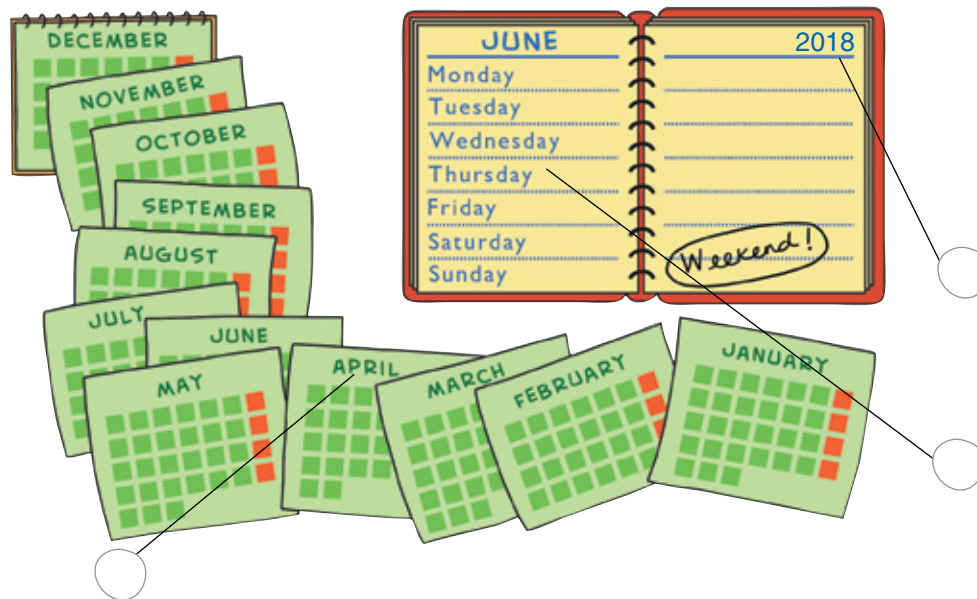 DECEMBER
NOVEMBER
OCTOBER
SEPTEMBER
AUGUST
JULY
JUNE
MAY
APRIL
MARCH
FEBRUARY
JANUARY
JUNE
2018
Monday
Tuesday
Wednesday
Thursday
Friday
Saturday
Sunday
Weekend!